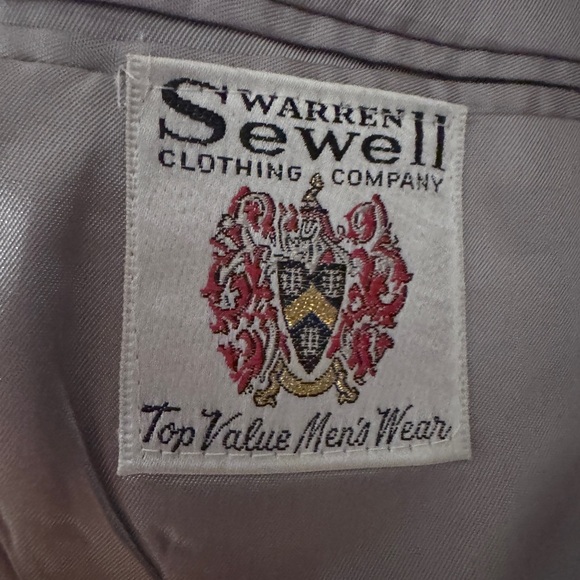 WARREN
Sewell
CLOTHING COMPANY
Top Value Men's Wear